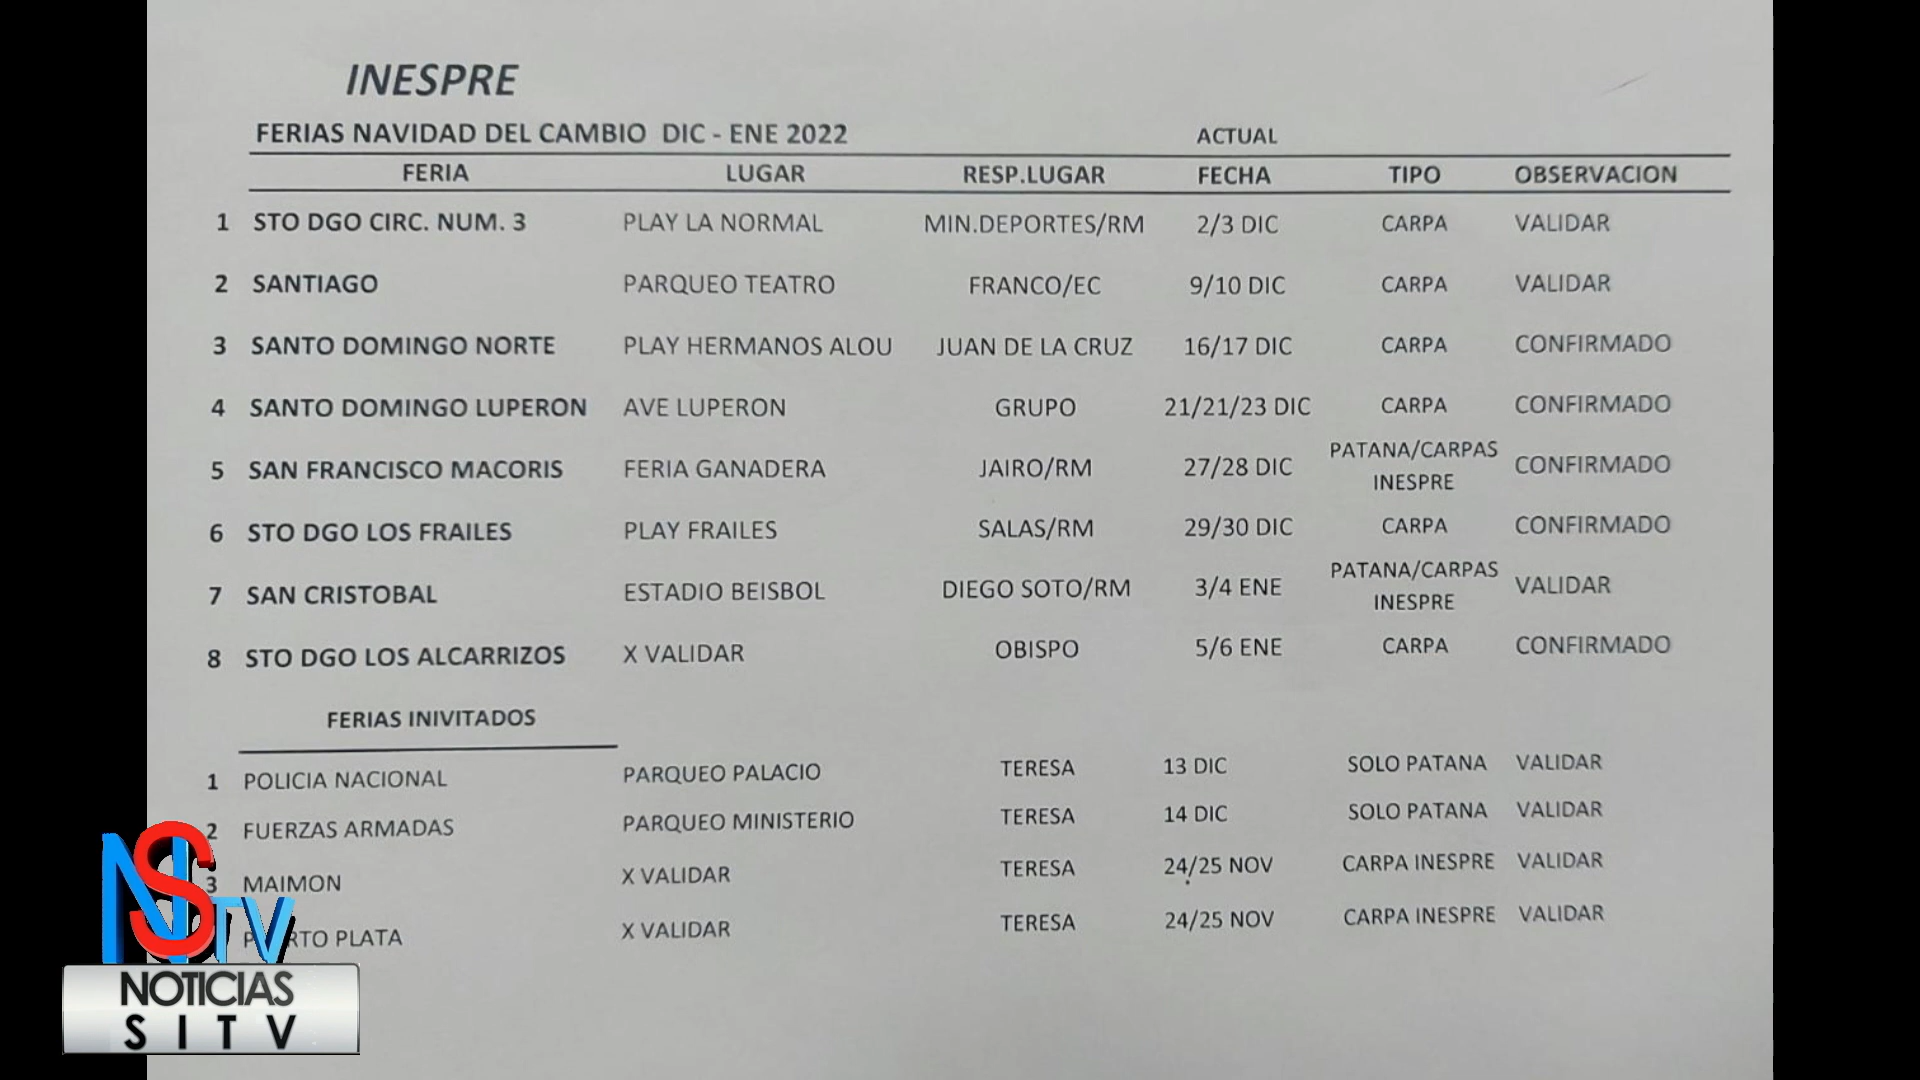 INESPRE
FERIAS NAVIDAD DEL CAMBIO DIC - ENE 2022 ACTUAL
FERIA LUGAR RESP.LUGAR FECHA TIPO OBSERVACION
1 STO DGO CIRC. NUM. 3 PLAY LA NORMAL MIN.DEPORTES/RM 2/3 DIC CARPA VALIDAR
2 SANTIAGO PARQUEO TEATRO FRANCO/EC 9/10 DIC CARPA VALIDAR
3 SANTO DOMINGO NORTE PLAY HERMANOS ALOU JUAN DE LA CRUZ 16/17 DIC CARPA CONFIRMADO
4 SANTO DOMINGO LUPERON AVE LUPERON GRUPO 21/21/23 DIC CARPA CONFIRMADO
5 SAN FRANCISCO MACORIS FERIA GANADERA JAIRO/RM 27/28 DIC PATANA/CARPAS INESPRE CONFIRMADO
6 STO DGO LOS FRAILES PLAY FRAILES SALAS/RM 29/30 DIC CARPA CONFIRMADO
7 SAN CRISTOBAL ESTADIO BEISBOL DIEGO SOTO/RM 3/4 ENE PATANA/CARPAS INESPRE VALIDAR
8 STO DGO LOS ALCARRIZOS X VALIDAR OBISPO 5/6 ENE CARPA CONFIRMADO
FERIAS INIVITADOS
1 POLICIA NACIONAL PARQUEO PALACIO TERESA 13 DIC SOLO PATANA VALIDAR
2 FUERZAS ARMADAS PARQUEO MINISTERIO TERESA 14 DIC SOLO PATANA VALIDAR
3 MAIMON X VALIDAR TERESA 24/25 NOV CARPA INESPRE VALIDAR
PLATA X VALIDAR TERESA 24/25 NOV CARPA INESPRE VALIDAR
NSTV
NOTICIAS
SITV